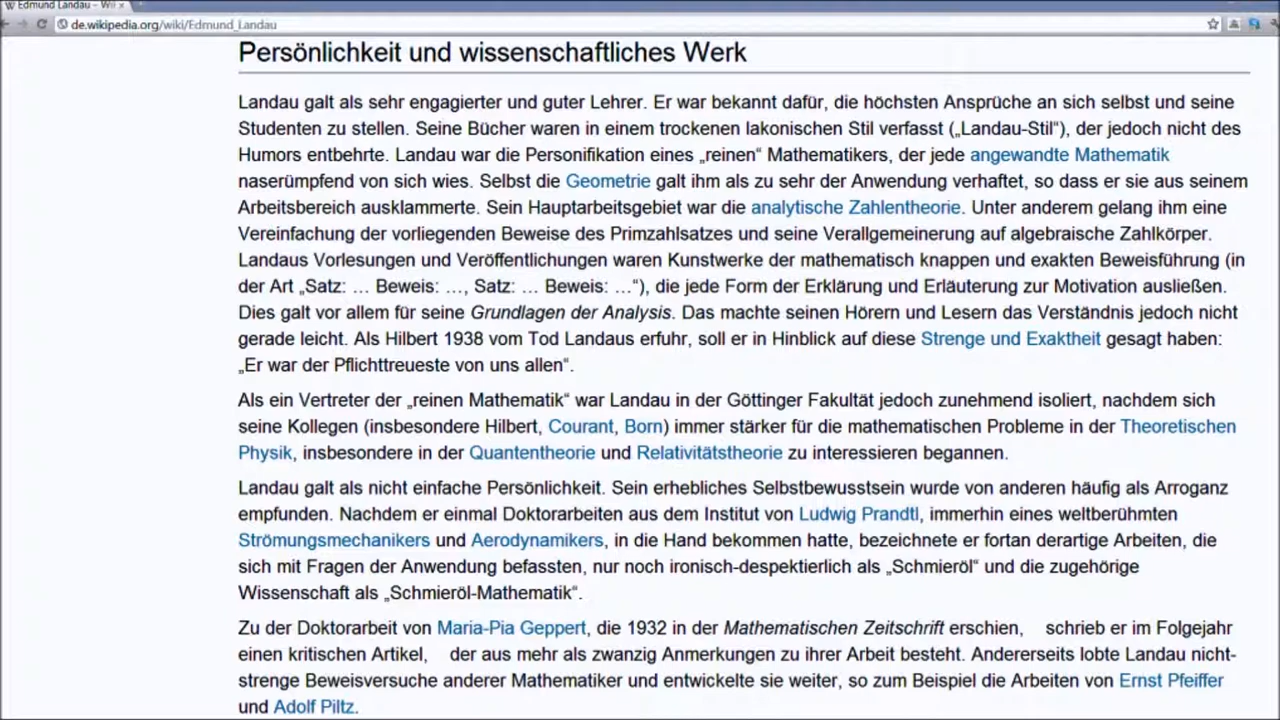 Edmund Landau – Wi
de.wikipedia.org/wiki/Edmund_Landau
Persönlichkeit und wissenschaftliches Werk
Landau galt als sehr engagierter und guter Lehrer. Er war bekannt dafür, die höchsten Ansprüche an sich selbst und seine
Studenten zu stellen. Seine Bücher waren in einem trockenen lakonischen Stil verfasst („Landau-Stil“), der jedoch nicht des
Humors entbehrte. Landau war die Personifikation eines „reinen“ Mathematikers, der jede angewandte Mathematik
naserümpfend von sich wies. Selbst die Geometrie galt ihm als zu sehr der Anwendung verhaftet, so dass er sie aus seinem
Arbeitsbereich ausklammerte. Sein Hauptarbeitsgebiet war die analytische Zahlentheorie. Unter anderem gelang ihm eine
Vereinfachung der vorliegenden Beweise des Primzahlsatzes und seine Verallgemeinerung auf algebraische Zahlkörper.
Landaus Vorlesungen und Veröffentlichungen waren Kunstwerke der mathematisch knappen und exakten Beweisführung (in
der Art „Satz: … Beweis: …, Satz: … Beweis: …“), die jede Form der Erklärung und Erläuterung zur Motivation ausließen.
Dies galt vor allem für seine Grundlagen der Analysis. Das machte seinen Hörern und Lesern das Verständnis jedoch nicht
gerade leicht. Als Hilbert 1938 vom Tod Landaus erfuhr, soll er in Hinblick auf diese Strenge und Exaktheit gesagt haben:
„Er war der Pflichttreueste von uns allen“.
Als ein Vertreter der „reinen Mathematik“ war Landau in der Göttinger Fakultät jedoch zunehmend isoliert, nachdem sich
seine Kollegen (insbesondere Hilbert, Courant, Born) immer stärker für die mathematischen Probleme in der Theoretischen
Physik, insbesondere in der Quantentheorie und Relativitätstheorie zu interessieren begannen.
Landau galt als nicht einfache Persönlichkeit. Sein erhebliches Selbstbewusstsein wurde von anderen häufig als Arroganz
empfunden. Nachdem er einmal Doktorarbeiten aus dem Institut von Ludwig Prandtl, immerhin eines weltberühmten
Strömungsmechanikers und Aerodynamikers, in die Hand bekommen hatte, bezeichnete er fortan derartige Arbeiten, die
sich mit Fragen der Anwendung befassten, nur noch ironisch-despektierlich als „Schmieröl“ und die zugehörige
Wissenschaft als „Schmieröl-Mathematik“.
Zu der Doktorarbeit von Maria-Pia Geppert, die 1932 in der Mathematischen Zeitschrift erschien, schrieb er im Folgejahr
einen kritischen Artikel, der aus mehr als zwanzig Anmerkungen zu ihrer Arbeit besteht. Andererseits lobte Landau nicht-
strenge Beweisversuche anderer Mathematiker und entwickelte sie weiter, so zum Beispiel die Arbeiten von Ernst Pfeiffer
und Adolf Piltz.